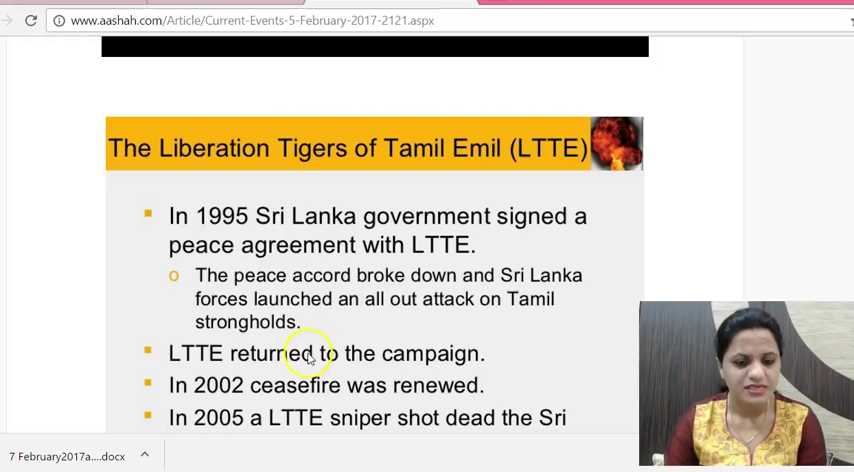 www.aashah.com/Article/Current-Events-5-February-2017-2121.aspx
The Liberation Tigers of Tamil Emil (LTTE)
In 1995 Sri Lanka government signed a
peace agreement with LTTE.
The peace accord broke down and Sri Lanka
forces launched an all out attack on Tamil
strongholds.
LTTE returned to the campaign.
In 2002 ceasefire was renewed.
In 2005 a LTTE sniper shot dead the Sri
7 February2017a....docx